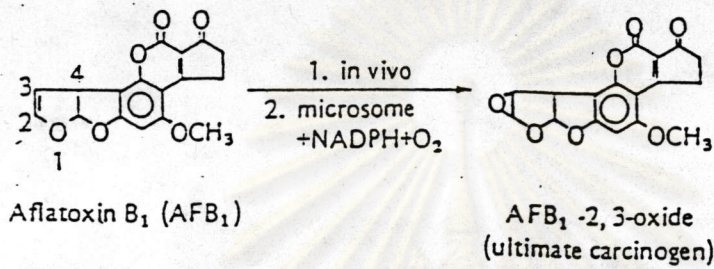 O O
O
3 4
2
O O
1
OCH3
1. in vivo
2. microsome
+NADPH+O2
O O
O
O
O O
OCH3
Aflatoxin B1 (AFB1)
AFB1 -2, 3-oxide
(ultimate carcinogen)